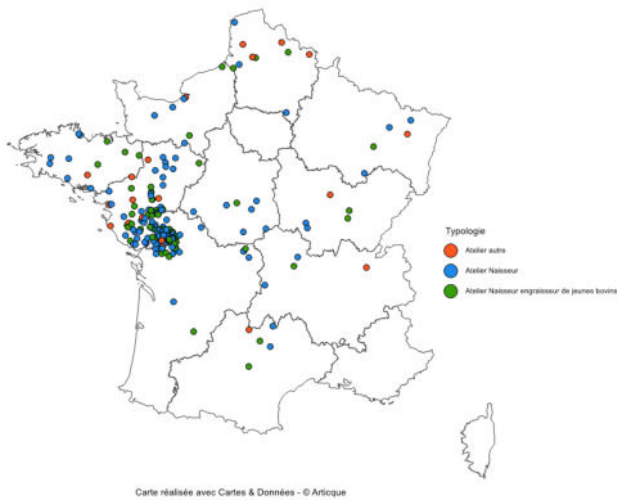 Typologie
Atelier autre
Atelier Naisseur
Atelier Naisseur engraisseur de jeunes bovins
Carte réalisée avec Cartes & Données - © Articque